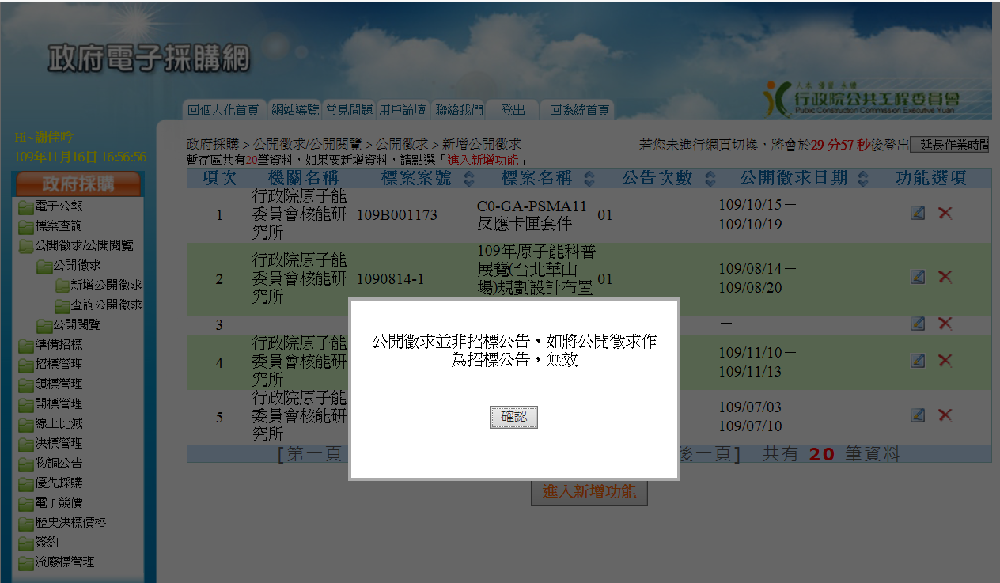 政府電子採購網
人本 優質 永續
行政院公共工程委員會
Public Construction Commission Executive Yuan
回個人化首頁 網站導覽 常見問題 用戶論壇 聯絡我們 登出 回系統首頁
Hi~謝佳吟
109年11月16日 16:56:56
政府採購 > 公開徵求/公開閱覽 > 公開徵求 > 新增公開徵求
若您未進行網頁切換，將會於29 分57 秒後登出 延長作業時間
暫存區共有20筆資料，如果要新增資料，請點選「進入新增功能」
政府採購
電子公報
標案查詢
公開徵求/公開閱覽
公開徵求
新增公開徵求
查詢公開徵求
公開閱覽
準備招標
招標管理
領標管理
開標管理
線上比減
決標管理
物調公告
優先採購
電子競價
歷史決標價格
簽約
流廢標管理
項次 機關名稱 標案案號 標案名稱 公告次數 公開徵求日期 功能選項
1
行政院原子能
委員會核能研
究所
109B001173
C0-GA-PSMA11
反應卡匣套件
01
109/10/15－
109/10/19
2
行政院原子能
委員會核能研
究所
1090814-1
109年原子能科普
展覽(台北華山
場)規劃設計布置
01
109/08/14－
109/08/20
3
－
4
行政院原子能
委員會核能研
究所
109/11/10－
109/11/13
5
行政院原子能
委員會核能研
究所
109/07/03－
109/07/10
[第一頁
後一頁] 共有 20 筆資料
進入新增功能
公開徵求並非招標公告，如將公開徵求作
為招標公告，無效
確認